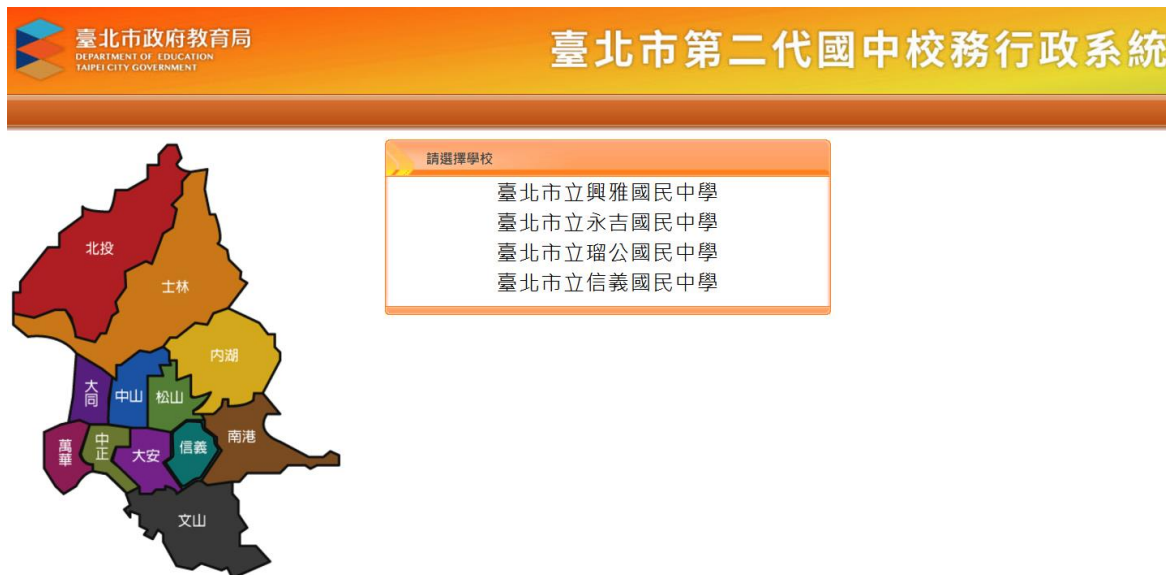 臺北市政府教育局
DEPARTMENT OF EDUCATION
TAIPEI CITY GOVERNMENT
臺北市第二代國中校務行政系統
請選擇學校
臺北市立興雅國民中學
臺北市立永吉國民中學
臺北市立瑠公國民中學
臺北市立信義國民中學
北投
士林
內湖
大同
中山
松山
南港
萬華
中正
大安
信義
文山